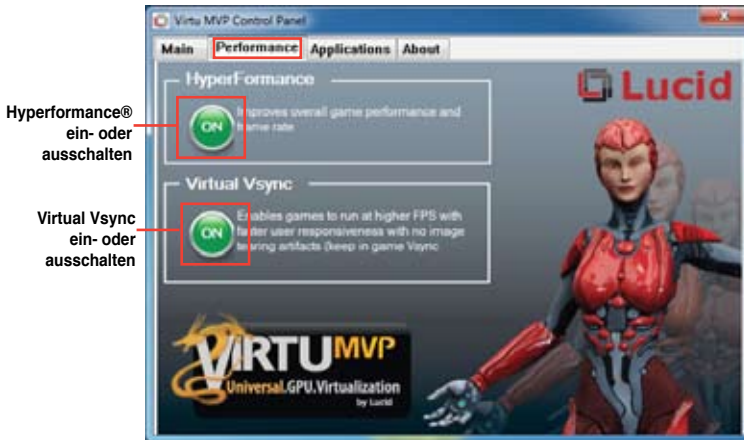 Virtu MVP Control Panel
Main Performance Applications About
HyperFormance
Lucid
Hyperformance®
ein- oder
ausschalten
ON
Improves overall game performance and
frame rate
Virtual Vsync
Virtual Vsync
ein- oder
ausschalten
ON
Enables games to run at higher FPS with
faster user responsiveness with no image
tearing artifacts (keep in game Vsync
VIRTU MVP
Universal.GPU.Virtualization
by Lucid